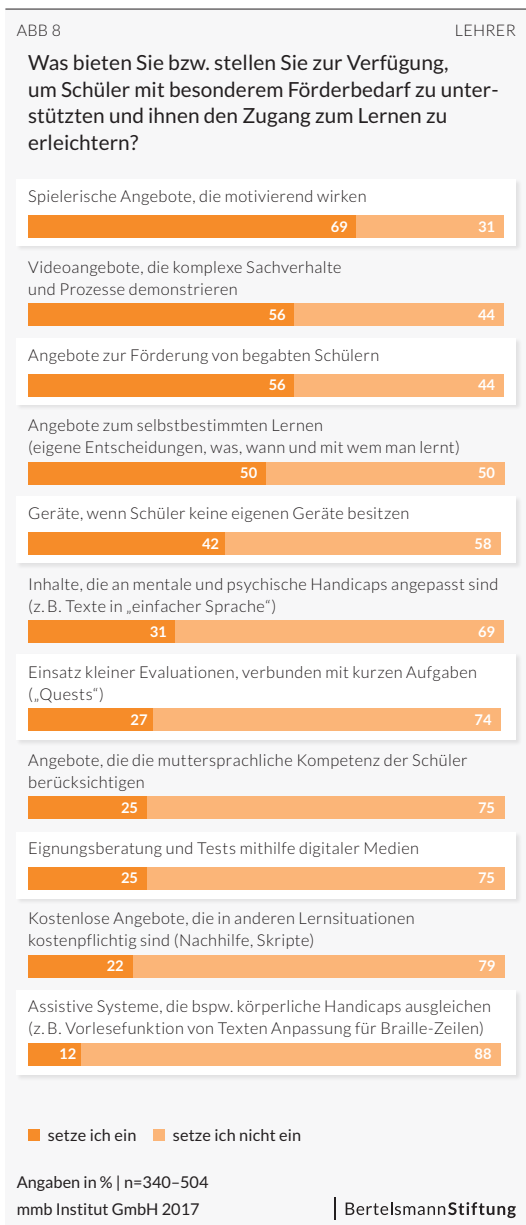 ABB 8
LEHRER
Was bieten Sie bzw. stellen Sie zur Verfügung,
um Schüler mit besonderem Förderbedarf zu unter-
stützten und ihnen den Zugang zum Lernen zu
erleichtern?
Spielerische Angebote, die motivierend wirken
69 31
Videoangebote, die komplexe Sachverhalte
und Prozesse demonstrieren
56 44
Angebote zur Förderung von begabten Schülern
56 44
Angebote zum selbstbestimmten Lernen
(eigene Entscheidungen, was, wann und mit wem man lernt)
50 50
Geräte, wenn Schüler keine eigenen Geräte besitzen
42 58
Inhalte, die an mentale und psychische Handicaps angepasst sind
(z. B. Texte in „einfacher Sprache“)
31 69
Einsatz kleiner Evaluationen, verbunden mit kurzen Aufgaben
(„Quests“)
27 74
Angebote, die die muttersprachliche Kompetenz der Schüler
berücksichtigen
25 75
Eignungsberatung und Tests mithilfe digitaler Medien
25 75
Kostenlose Angebote, die in anderen Lernsituationen
kostenpflichtig sind (Nachhilfe, Skripte)
22 79
Assistive Systeme, die bspw. körperliche Handicaps ausgleichen
(z. B. Vorlesefunktion von Texten Anpassung für Braille-Zeilen)
12 88
setze ich ein setze ich nicht ein
Angaben in % | n=340–504
mmb Institut GmbH 2017
BertelsmannStiftung